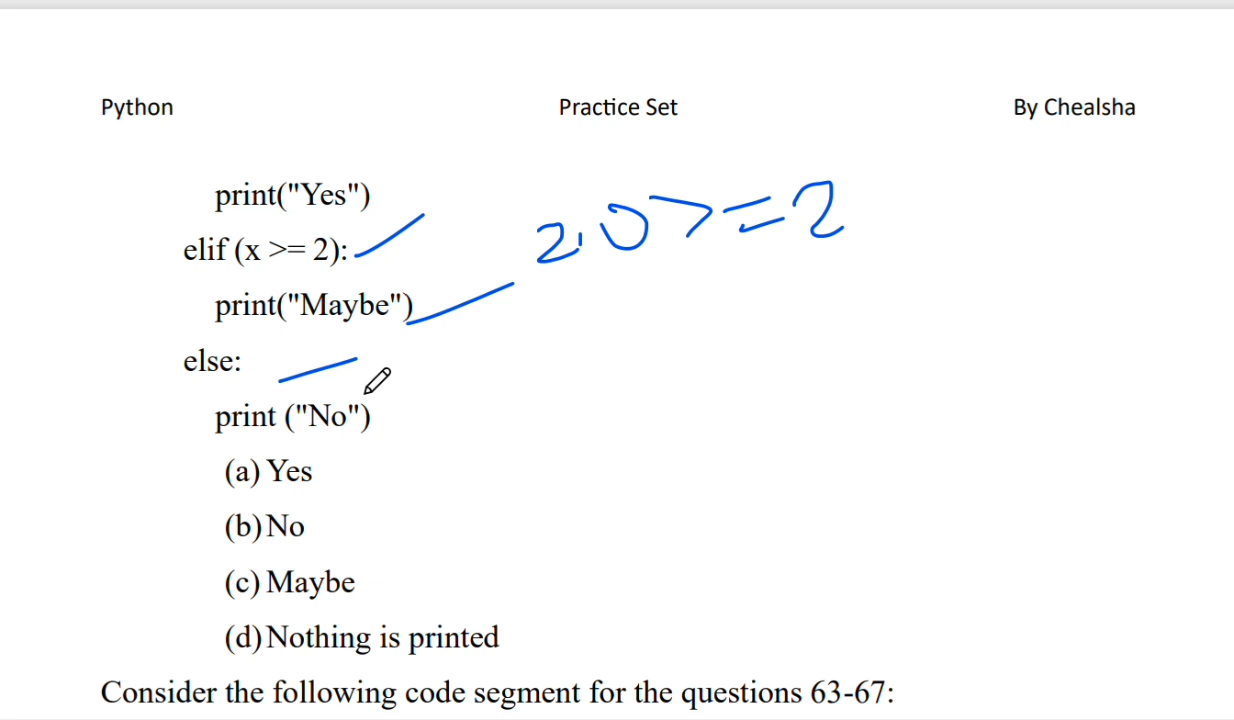 Python Practice Set By Chealsha
print("Yes")
elif (x >= 2):
2.0>=2
print("Maybe")
else:
print ("No")
(a) Yes
(b) No
(c) Maybe
(d) Nothing is printed
Consider the following code segment for the questions 63-67: